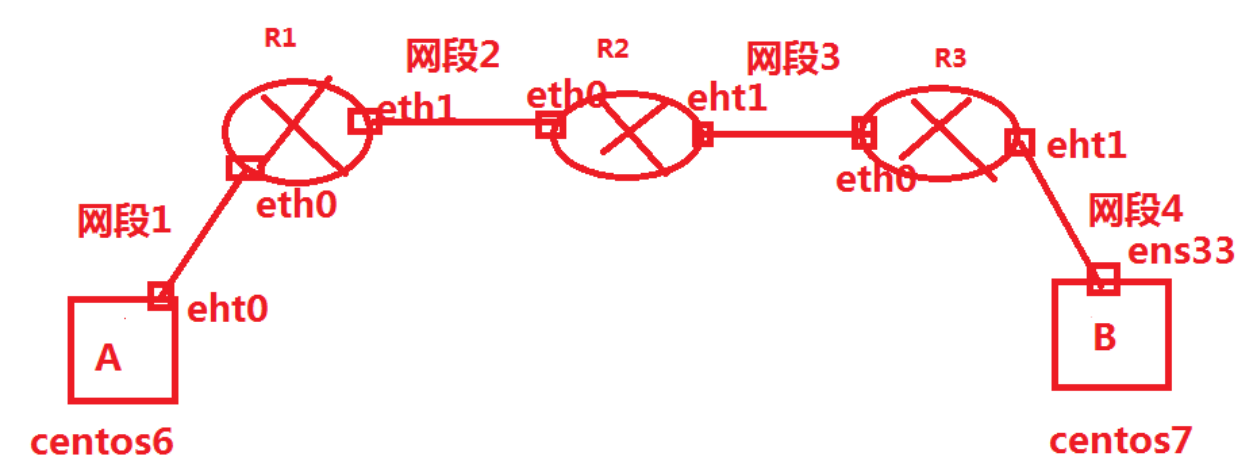 R1
网段2
R2
网段3
R3
eth1
eth0
eht1
eht1
eth0
eth0
网段1
网段4
ens33
eht0
A
B
centos6
centos7